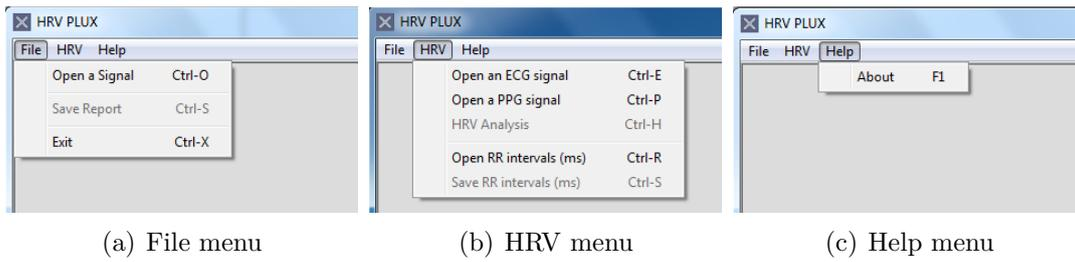 HRV PLUX
File HRV Help
Open a Signal Ctrl-O
Save Report Ctrl-S
Exit Ctrl-X
(a) File menu
HRV PLUX
File HRV Help
Open an ECG signal Ctrl-E
Open a PPG signal Ctrl-P
HRV Analysis Ctrl-H
Open RR intervals (ms) Ctrl-R
Save RR intervals (ms) Ctrl-S
(b) HRV menu
HRV PLUX
File HRV Help
About F1
(c) Help menu